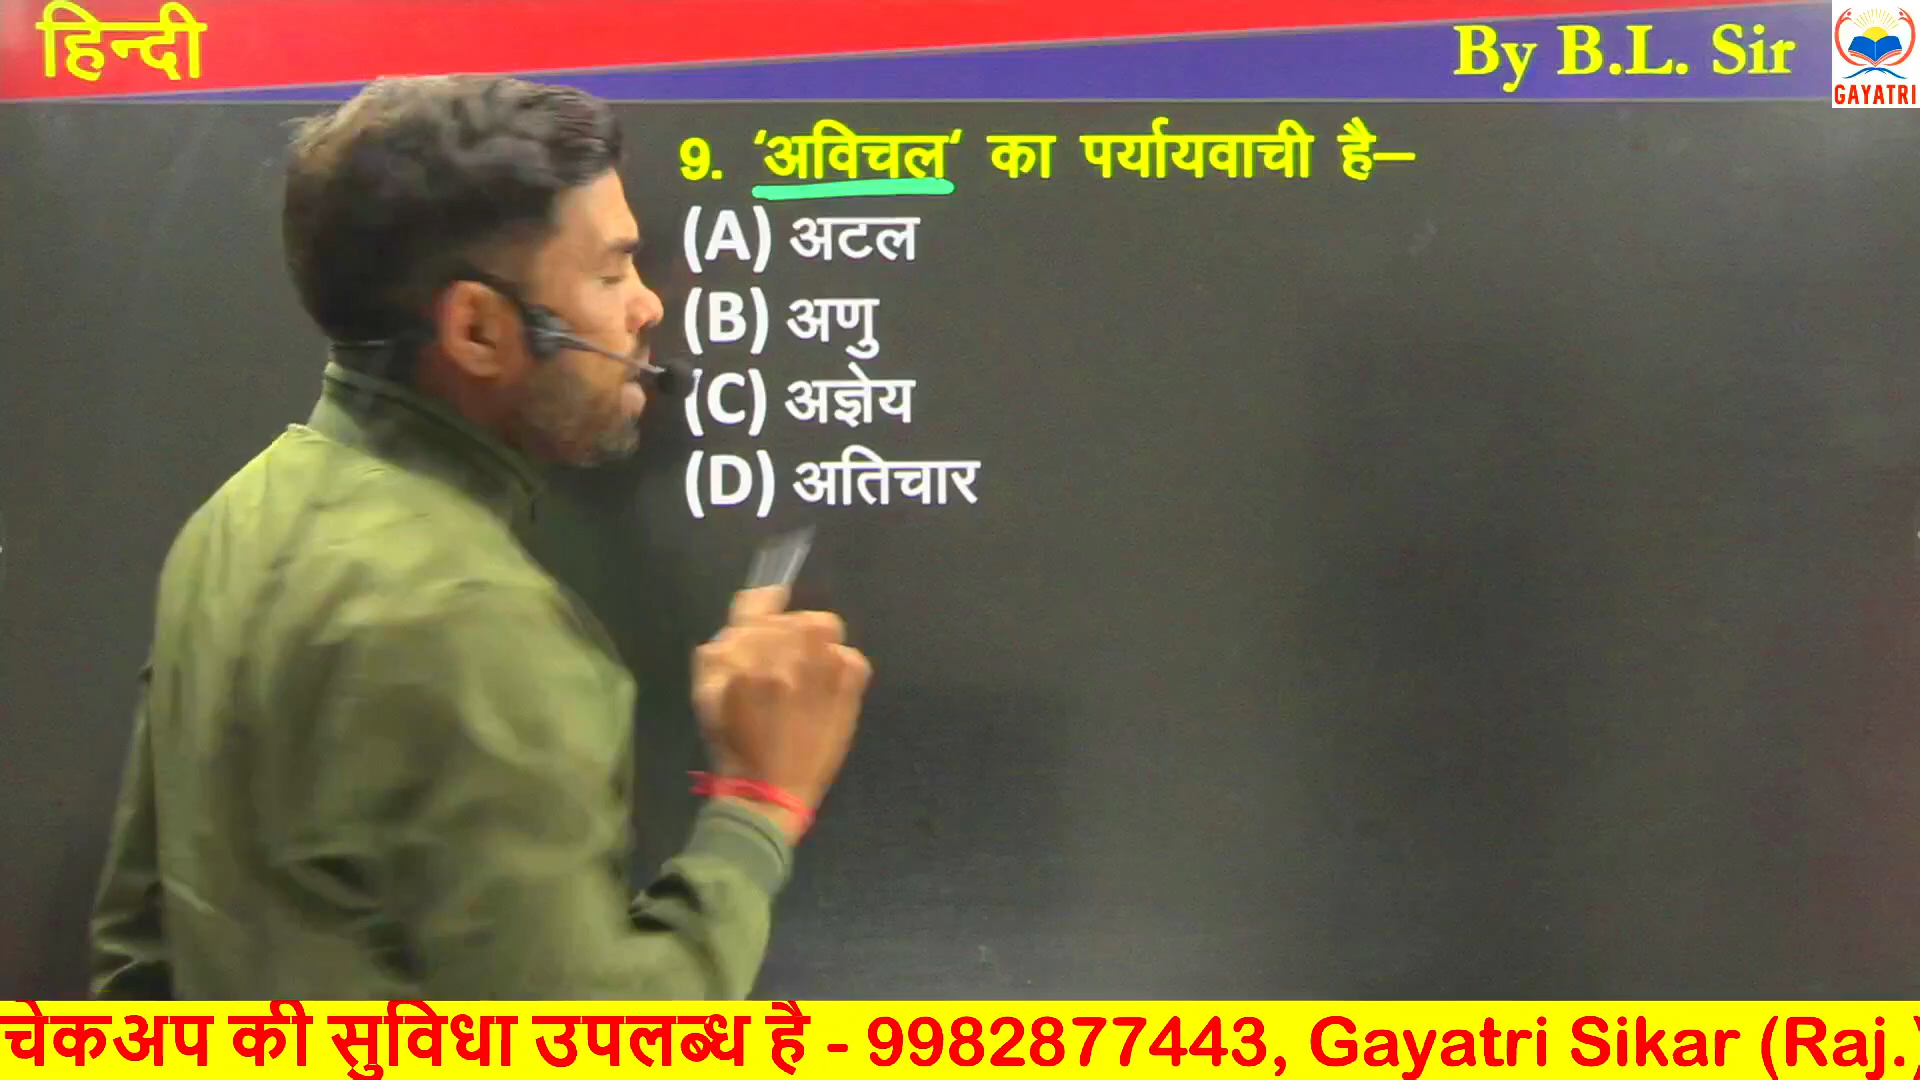 हिन्दी
By B.L. Sir
GAYATRI
9. ‘अविचल‘ का पर्यायवाची है–
(A) अटल
(B) अणु
(C) अज्ञेय
(D) अतिचार
चेकअप की सुविधा उपलब्ध है - 9982877443, Gayatri Sikar (Raj.)